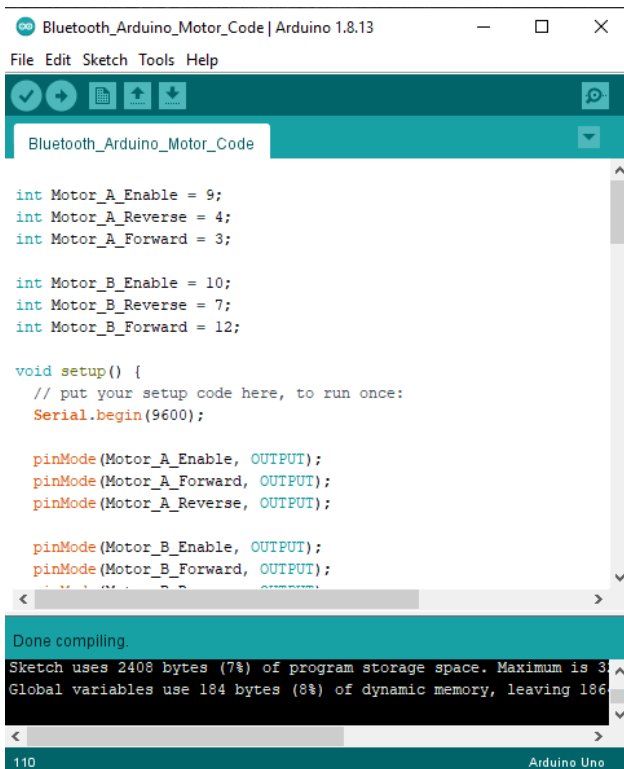 Bluetooth_Arduino_Motor_Code | Arduino 1.8.13
File Edit Sketch Tools Help
Bluetooth_Arduino_Motor_Code
int Motor_A_Enable = 9;
int Motor_A_Reverse = 4;
int Motor_A_Forward = 3;
int Motor_B_Enable = 10;
int Motor_B_Reverse = 7;
int Motor_B_Forward = 12;
void setup() {
// put your setup code here, to run once:
Serial.begin(9600);
pinMode(Motor_A_Enable, OUTPUT);
pinMode(Motor_A_Forward, OUTPUT);
pinMode(Motor_A_Reverse, OUTPUT);
pinMode(Motor_B_Enable, OUTPUT);
pinMode(Motor_B_Forward, OUTPUT);
Done compiling.
Sketch uses 2408 bytes (7%) of program storage space. Maximum is 3
Global variables use 184 bytes (8%) of dynamic memory, leaving 186
110 Arduino Uno